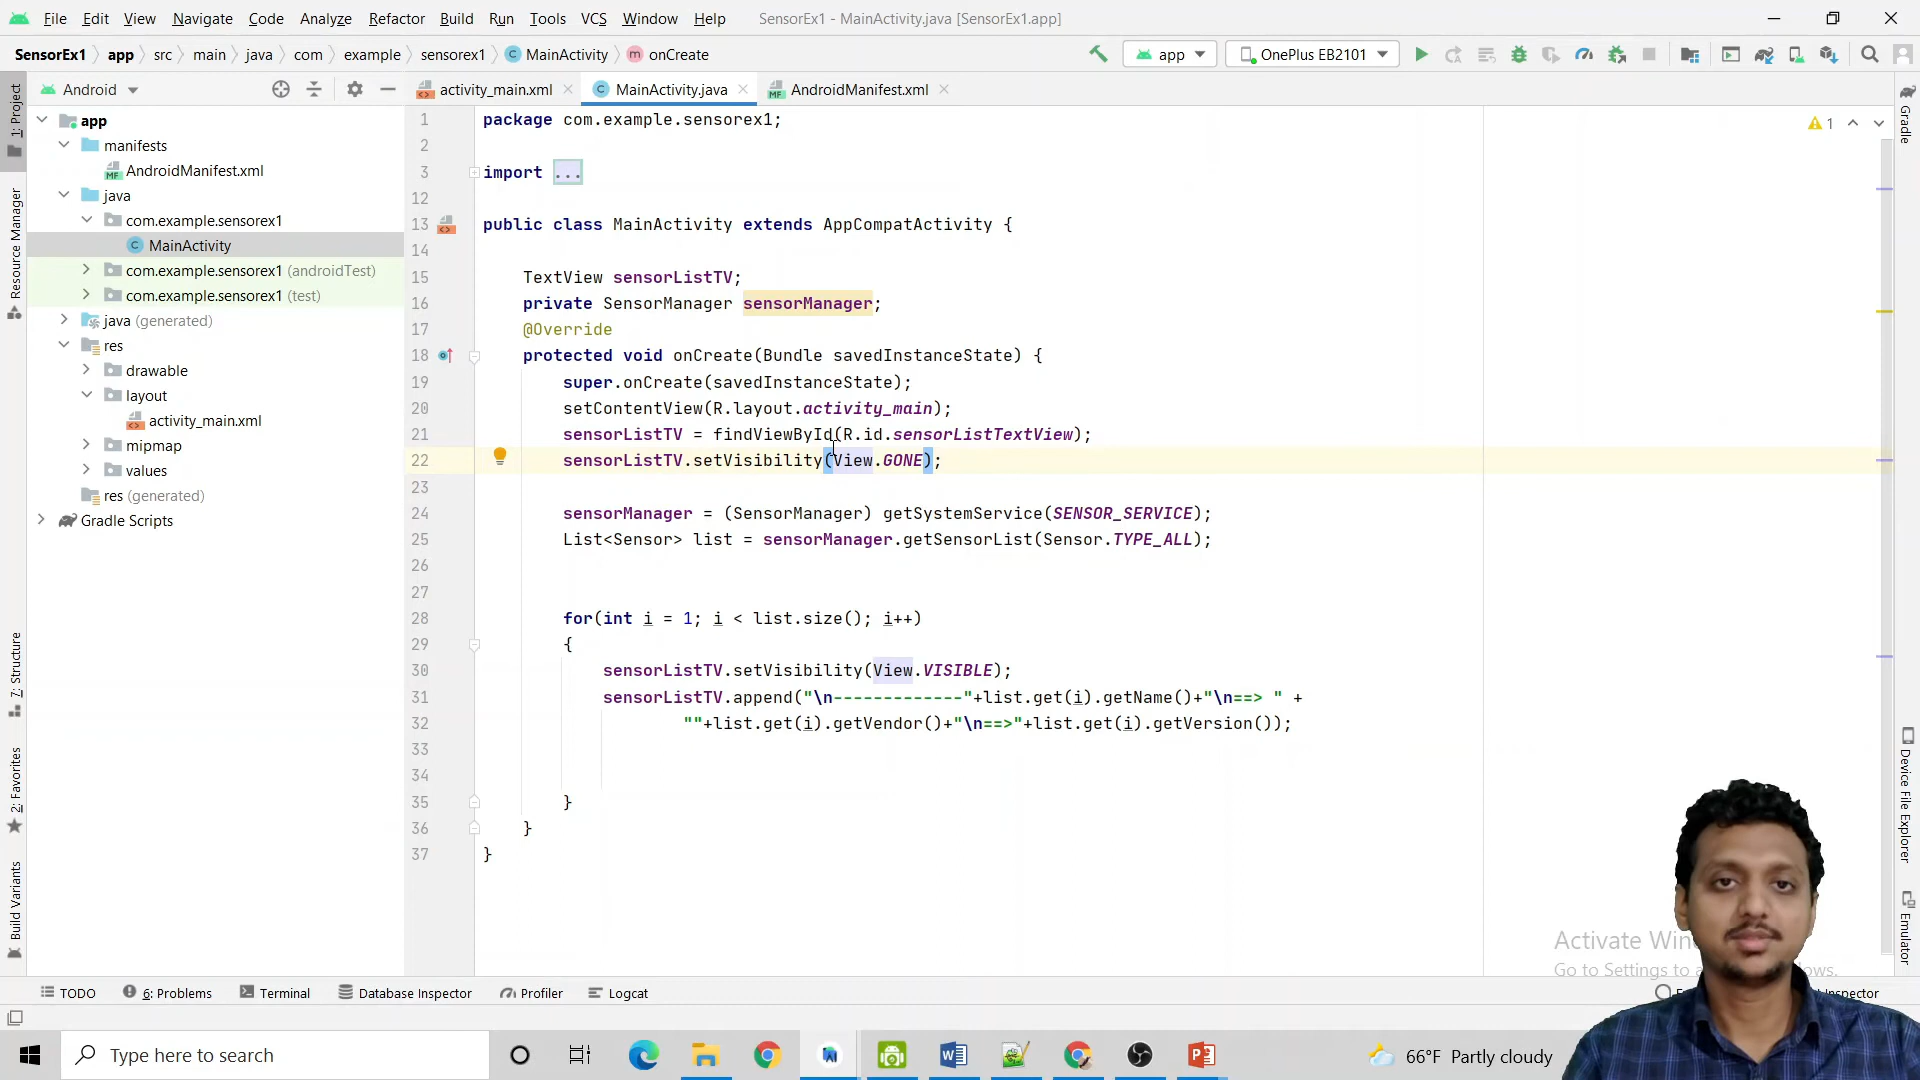 File Edit View Navigate Code Analyze Refactor Build Run Tools VCS Window Help SensorEx1 - MainActivity.java [SensorEx1.app]
SensorEx1 app src main java com example sensorex1 MainActivity onCreate app OnePlus EB2101
Android activity_main.xml MainActivity.java AndroidManifest.xml
1: Project
Resource Manager
7: Structure
2: Favorites
Build Variants
app
manifests
AndroidManifest.xml
java
com.example.sensorex1
MainActivity
com.example.sensorex1 (androidTest)
com.example.sensorex1 (test)
java (generated)
res
drawable
layout
activity_main.xml
mipmap
values
res (generated)
Gradle Scripts
1 package com.example.sensorex1;
2
3 import ...
12
13 public class MainActivity extends AppCompatActivity {
14
15 TextView sensorListTV;
16 private SensorManager sensorManager;
17 @Override
18 protected void onCreate(Bundle savedInstanceState) {
19 super.onCreate(savedInstanceState);
20 setContentView(R.layout.activity_main);
21 sensorListTV = findViewById(R.id.sensorListTextView);
22 sensorListTV.setVisibility(View.GONE);
23
24 sensorManager = (SensorManager) getSystemService(SENSOR_SERVICE);
25 List<Sensor> list = sensorManager.getSensorList(Sensor.TYPE_ALL);
26
27
28 for(int i = 1; i < list.size(); i++)
29 {
30 sensorListTV.setVisibility(View.VISIBLE);
31 sensorListTV.append("\n-------------"+list.get(i).getName()+"\n==> " +
32 ""+list.get(i).getVendor()+"\n==>"+list.get(i).getVersion());
33
34
35 }
36 }
37 }
1
Gradle
Device File Explorer
Emulator
Activate Win
Go to Settings to a ows.
TODO 6: Problems Terminal Database Inspector Profiler Logcat Inspector
Type here to search 66°F Partly cloudy